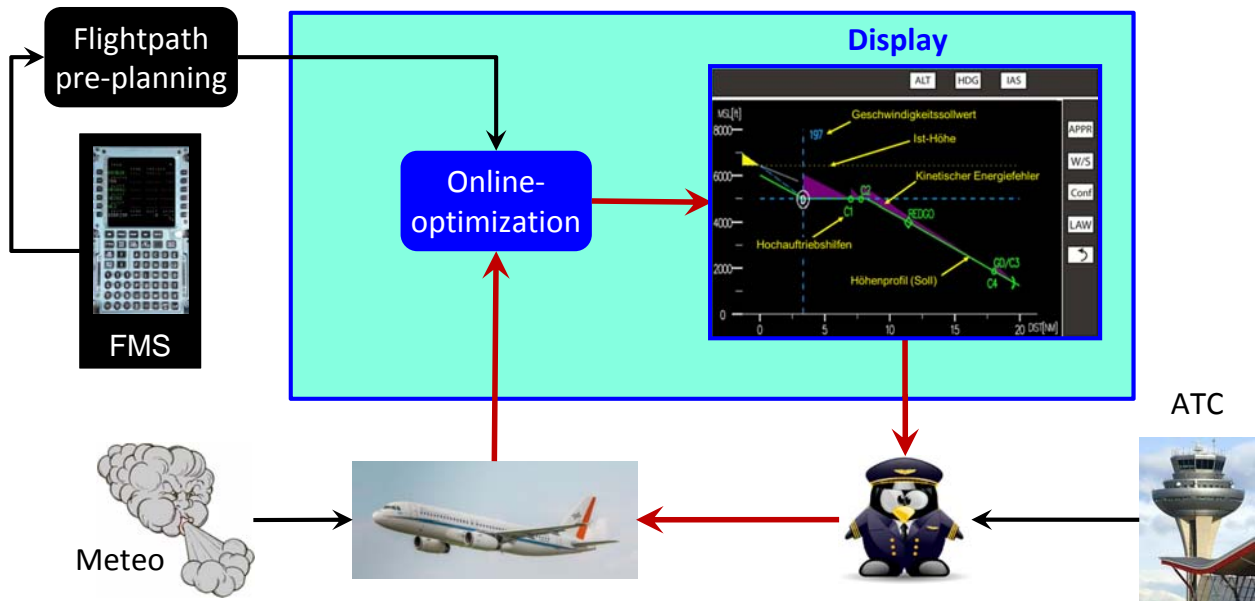 Flightpath
pre-planning
Display
ALT HDG IAS
MSL[ft]
Geschwindigkeitssollwert
197
8000
Ist-Höhe
APPR
6000
Kinetischer Energiefehler
W/S
Online-
optimization
D
C1
C2
REDGO
Conf
4000
LAW
Hochauftriebshilfen
GD/C3
2000
Höhenprofil (Soll)
C4
0
0 5 10 15 20 DIST[NM]
FMS
ATC
Meteo